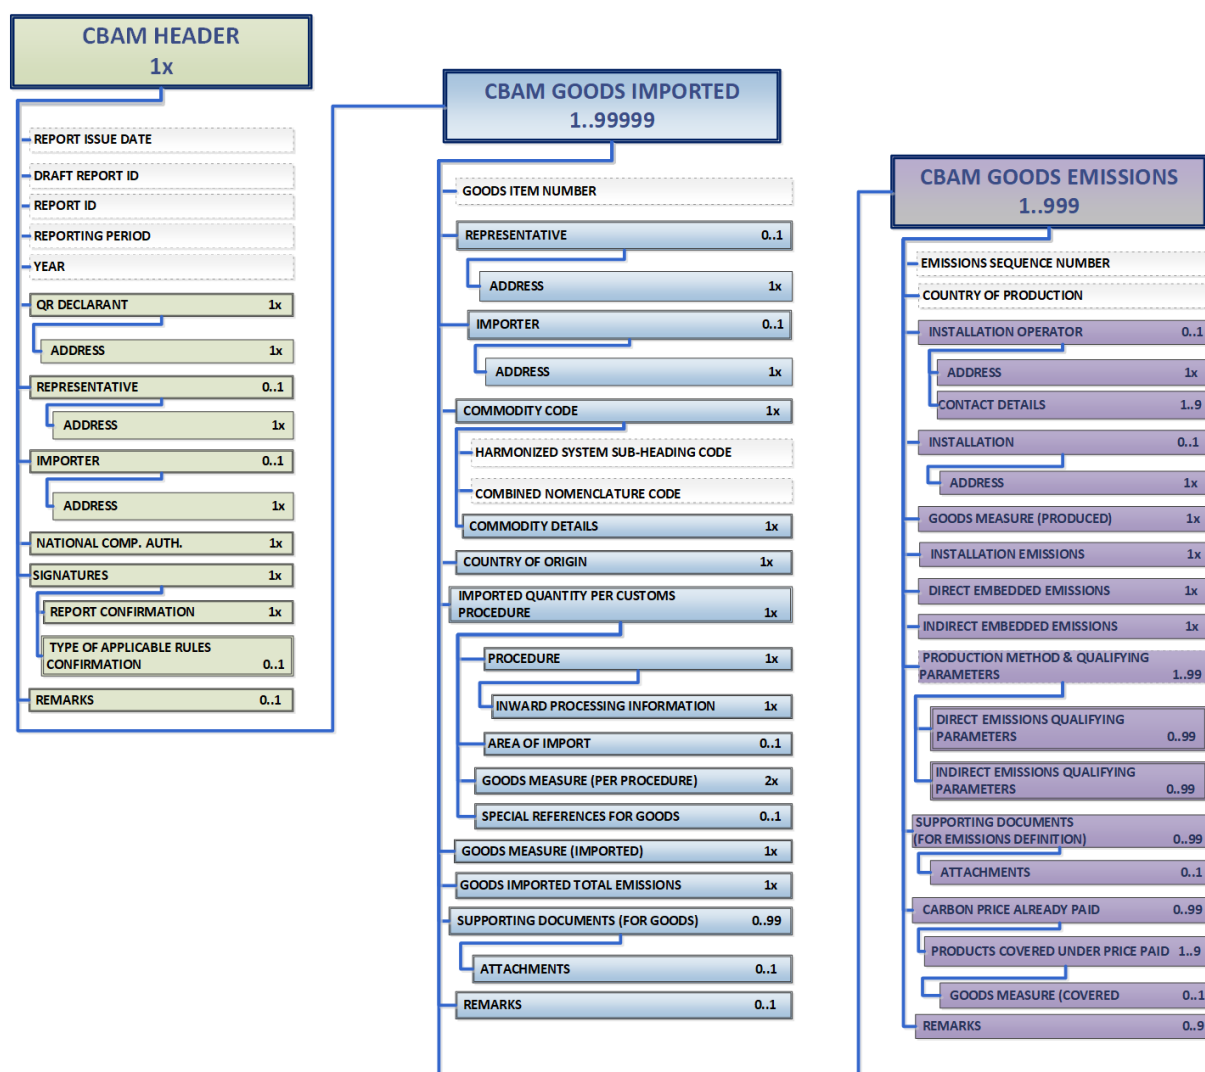 CBAM HEADER
1x
REPORT ISSUE DATE
DRAFT REPORT ID
REPORT ID
REPORTING PERIOD
YEAR
QR DECLARANT 1x
ADDRESS 1x
REPRESENTATIVE 0..1
ADDRESS 1x
IMPORTER 0..1
ADDRESS 1x
NATIONAL COMP. AUTH. 1x
SIGNATURES 1x
REPORT CONFIRMATION 1x
TYPE OF APPLICABLE RULES
CONFIRMATION 0..1
REMARKS 0..1
CBAM GOODS IMPORTED
1..99999
GOODS ITEM NUMBER
REPRESENTATIVE 0..1
ADDRESS 1x
IMPORTER 0..1
ADDRESS 1x
COMMODITY CODE 1x
HARMONIZED SYSTEM SUB-HEADING CODE
COMBINED NOMENCLATURE CODE
COMMODITY DETAILS 1x
COUNTRY OF ORIGIN 1x
IMPORTED QUANTITY PER CUSTOMS
PROCEDURE 1x
PROCEDURE 1x
INWARD PROCESSING INFORMATION 1x
AREA OF IMPORT 0..1
GOODS MEASURE (PER PROCEDURE) 2x
SPECIAL REFERENCES FOR GOODS 0..1
GOODS MEASURE (IMPORTED) 1x
GOODS IMPORTED TOTAL EMISSIONS 1x
SUPPORTING DOCUMENTS (FOR GOODS) 0..99
ATTACHMENTS 0..1
REMARKS 0..1
CBAM GOODS EMISSIONS
1..999
EMISSIONS SEQUENCE NUMBER
COUNTRY OF PRODUCTION
INSTALLATION OPERATOR 0..1
ADDRESS 1x
CONTACT DETAILS 1..9
INSTALLATION 0..1
ADDRESS 1x
GOODS MEASURE (PRODUCED) 1x
INSTALLATION EMISSIONS 1x
DIRECT EMBEDDED EMISSIONS 1x
INDIRECT EMBEDDED EMISSIONS 1x
PRODUCTION METHOD & QUALIFYING
PARAMETERS 1..99
DIRECT EMISSIONS QUALIFYING
PARAMETERS 0..99
INDIRECT EMISSIONS QUALIFYING
PARAMETERS 0..99
SUPPORTING DOCUMENTS
(FOR EMISSIONS DEFINITION) 0..99
ATTACHMENTS 0..1
CARBON PRICE ALREADY PAID 0..99
PRODUCTS COVERED UNDER PRICE PAID 1..9
GOODS MEASURE (COVERED 0..1
REMARKS 0..9